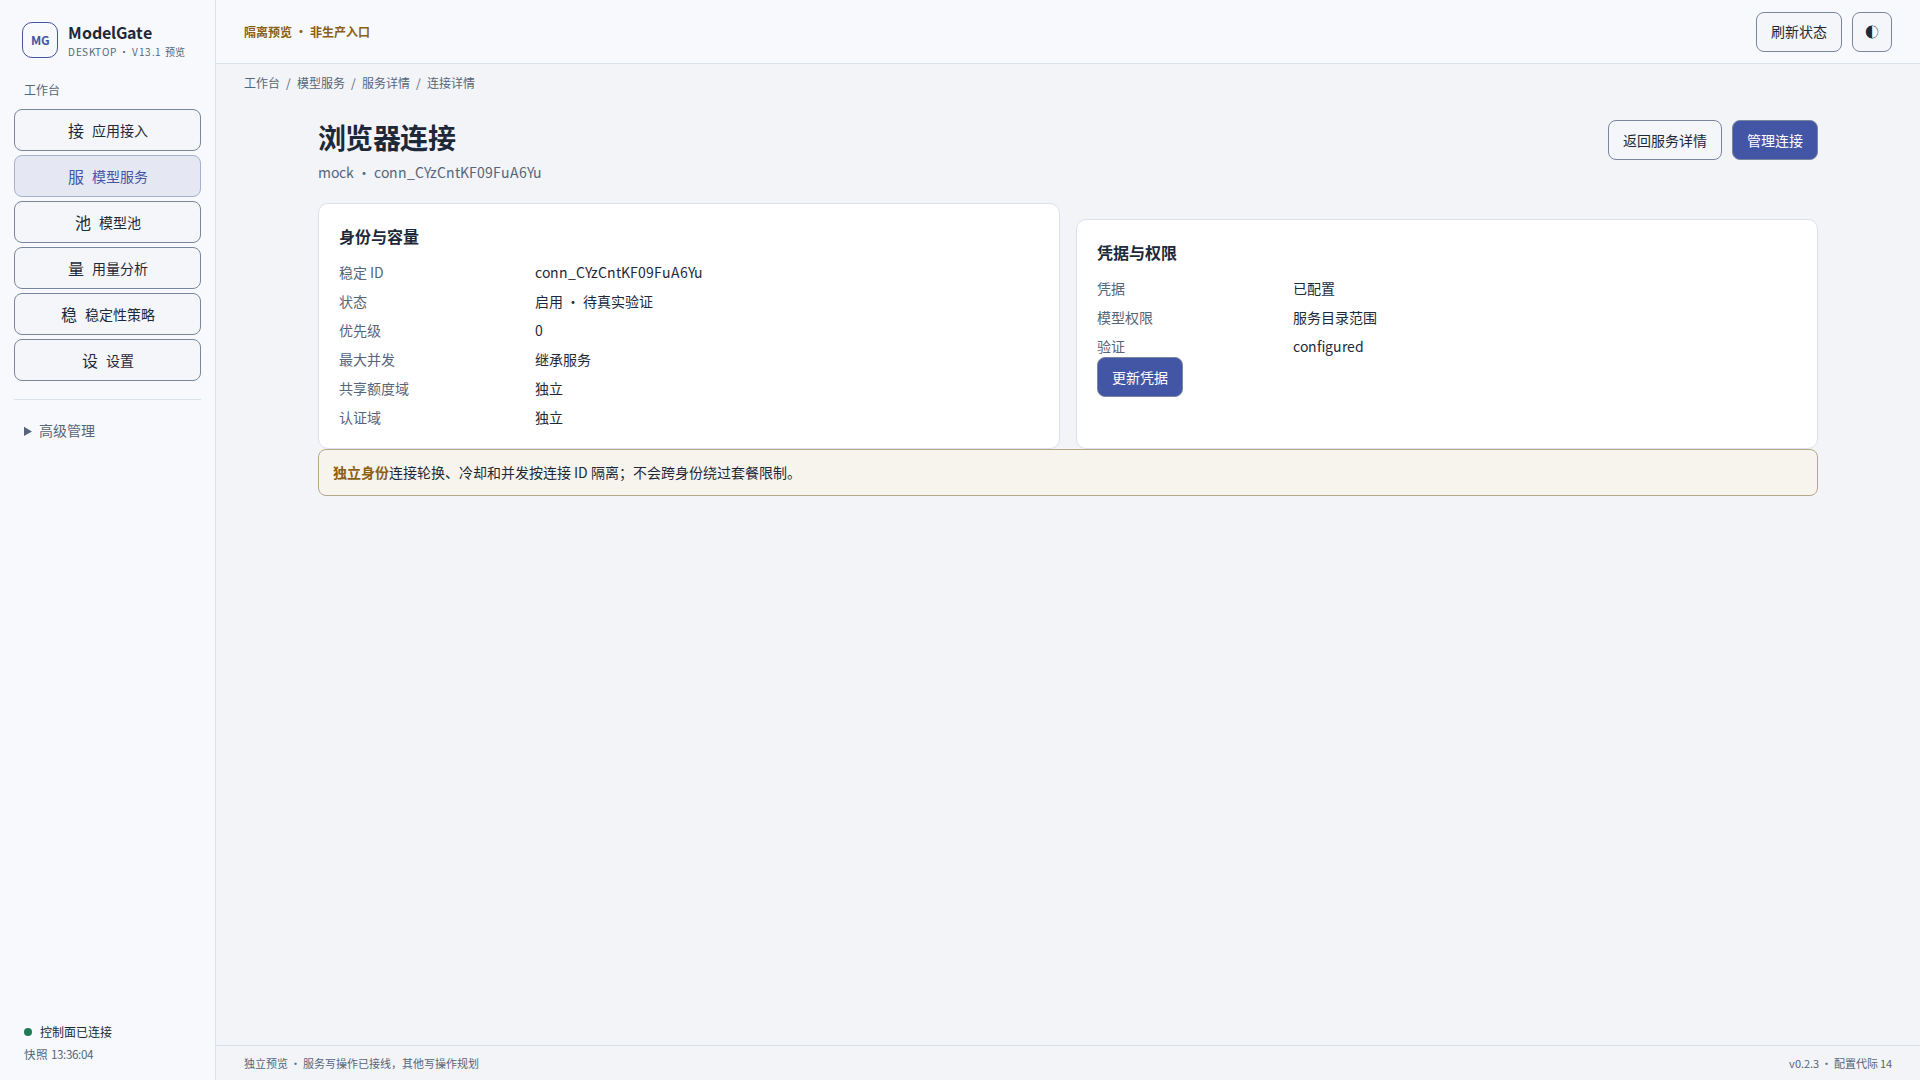 MG
ModelGate
DESKTOP · V13.1 预览
工作台
接 应用接入
服 模型服务
池 模型池
量 用量分析
稳 稳定性策略
设 设置
▶ 高级管理
控制面已连接
快照 13:36:04
隔离预览 · 非生产入口
刷新状态
工作台 / 模型服务 / 服务详情 / 连接详情
浏览器连接
mock · conn_CYzCntKF09FuA6Yu
返回服务详情
管理连接
身份与容量
稳定 ID conn_CYzCntKF09FuA6Yu
状态 启用 · 待真实验证
优先级 0
最大并发 继承服务
共享额度域 独立
认证域 独立
凭据与权限
凭据 已配置
模型权限 服务目录范围
验证 configured
更新凭据
独立身份连接轮换、冷却和并发按连接 ID 隔离；不会跨身份绕过套餐限制。
独立预览 · 服务写操作已接线，其他写操作规划
v0.2.3 · 配置代际 14